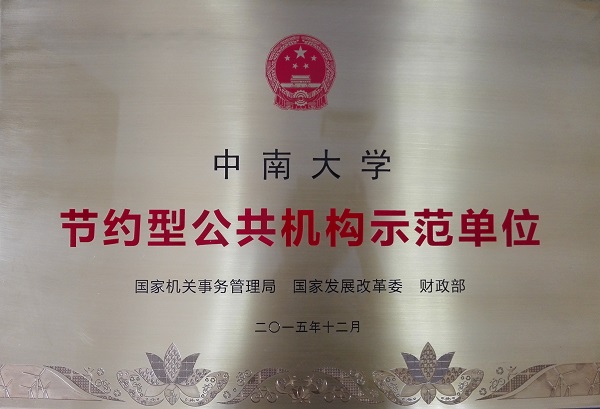 中南大学
节约型公共机构示范单位
国家机关事务管理局 国家发展改革委 财政部
二〇一五年十二月